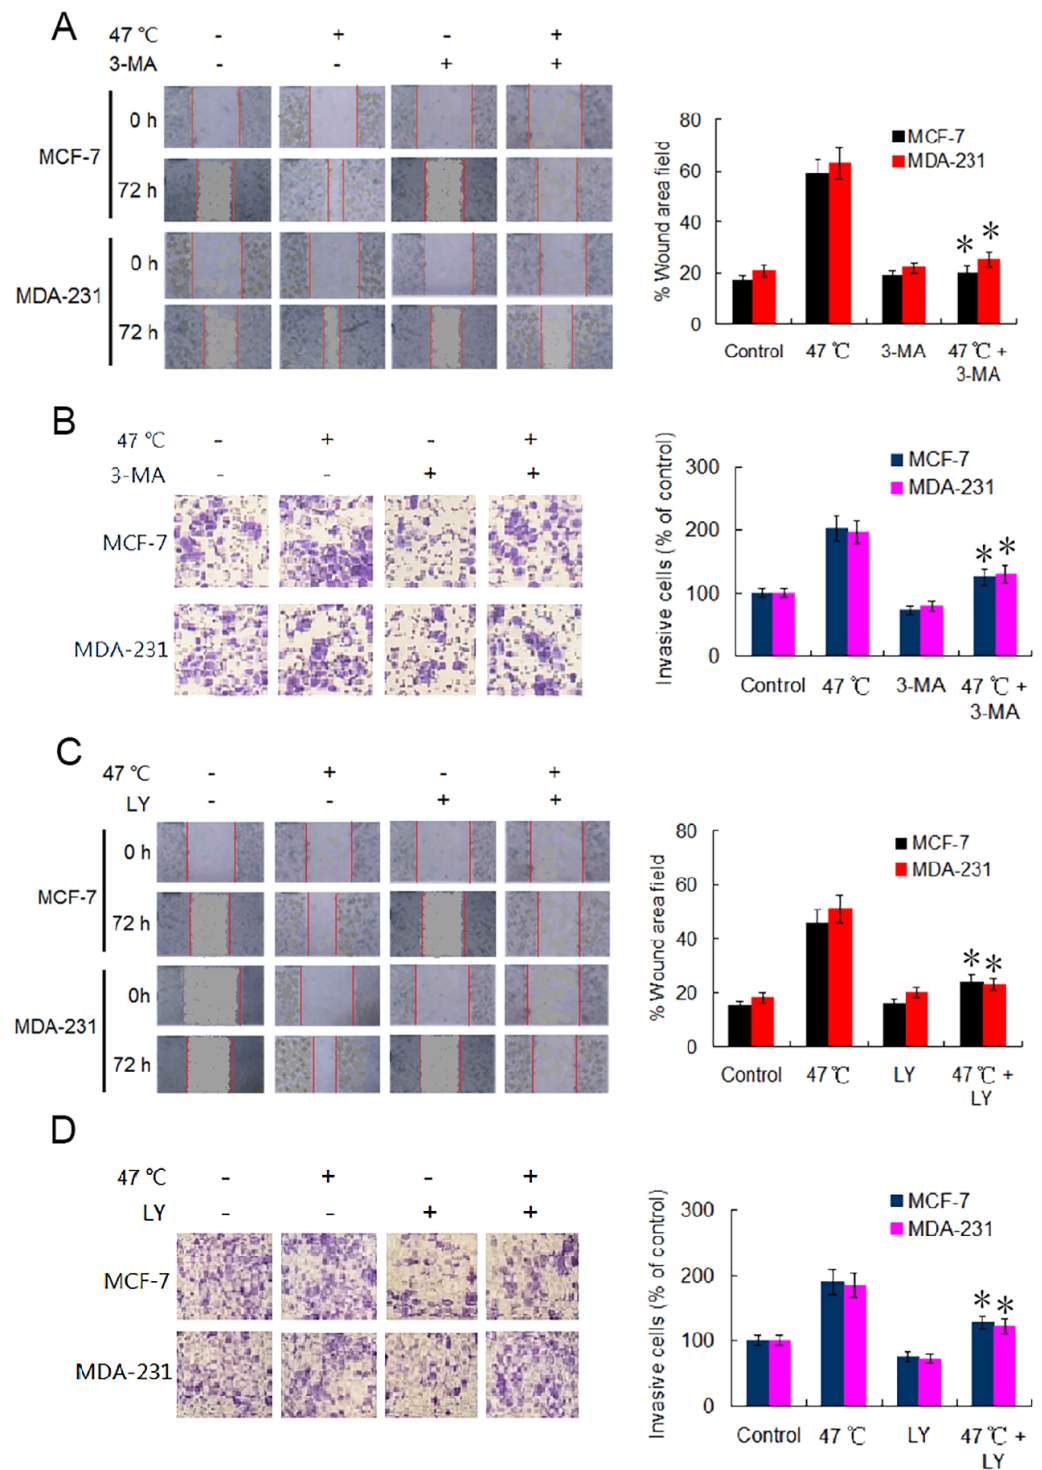 A
47 ℃ - + - +
3-MA - - + +
MCF-7
0 h
72 h
MDA-231
0 h
72 h
% Wound area field
80
60
40
20
0
MCF-7
MDA-231
* *
Control 47 ℃ 3-MA 47 ℃ +
3-MA
B
47 ℃ - + - +
3-MA - - + +
MCF-7
MDA-231
Invasive cells (% of control)
300
200
100
0
MCF-7
MDA-231
* *
Control 47 ℃ 3-MA 47 ℃ +
3-MA
C
47 ℃ - + - +
LY - - + +
MCF-7
0 h
72 h
MDA-231
0h
72 h
% Wound area field
80
60
40
20
0
MCF-7
MDA-231
* *
Control 47 ℃ LY 47 ℃ +
LY
D
47 ℃ - + - +
LY - - + +
MCF-7
MDA-231
Invasive cells (% of control)
300
200
100
0
MCF-7
MDA-231
* *
Control 47 ℃ LY 47 ℃ +
LY